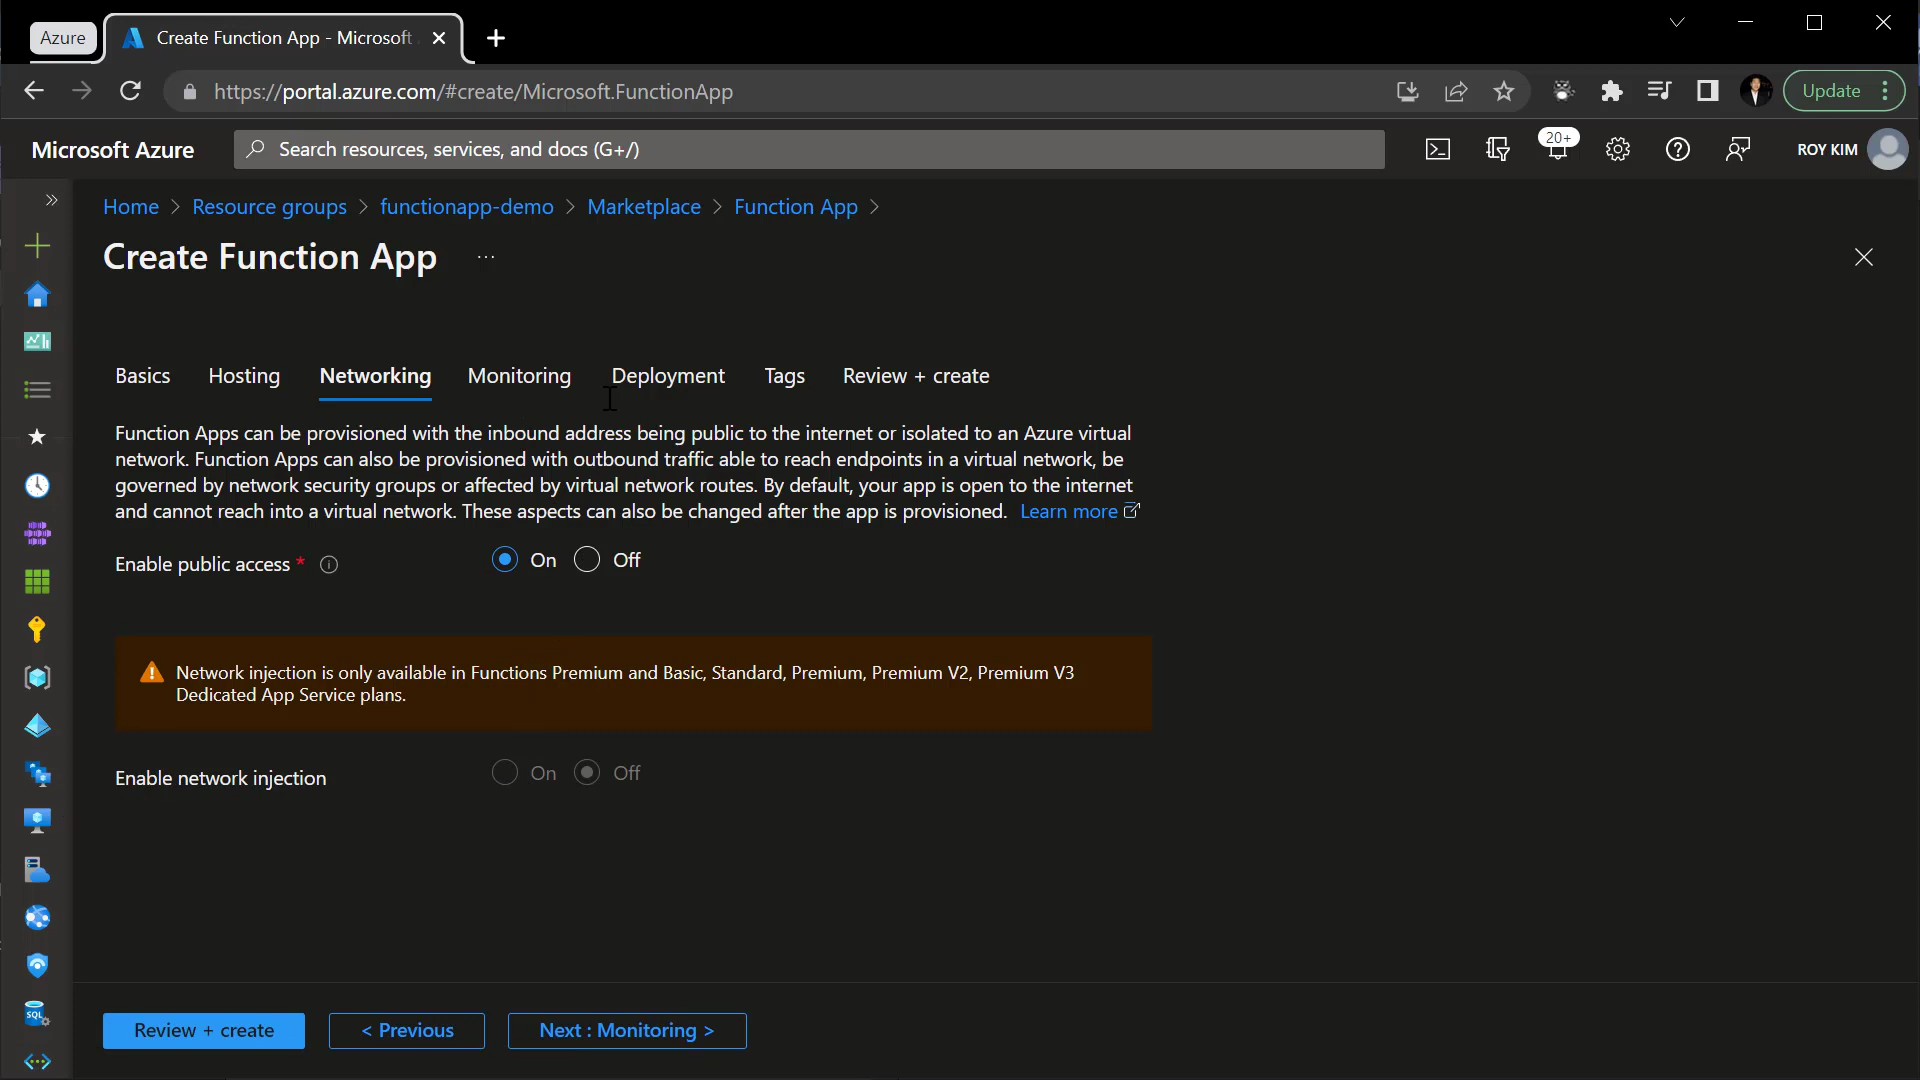 Azure
Create Function App - Microsoft
https://portal.azure.com/#create/Microsoft.FunctionApp
Update
Microsoft Azure
Search resources, services, and docs (G+/)
20+
ROY KIM
Home > Resource groups > functionapp-demo > Marketplace > Function App >
Create Function App ...
Basics Hosting Networking Monitoring Deployment Tags Review + create
Function Apps can be provisioned with the inbound address being public to the internet or isolated to an Azure virtual
network. Function Apps can also be provisioned with outbound traffic able to reach endpoints in a virtual network, be
governed by network security groups or affected by virtual network routes. By default, your app is open to the internet
and cannot reach into a virtual network. These aspects can also be changed after the app is provisioned. Learn more
Enable public access * On Off
Network injection is only available in Functions Premium and Basic, Standard, Premium, Premium V2, Premium V3
Dedicated App Service plans.
Enable network injection On Off
SQL
Review + create < Previous Next : Monitoring >